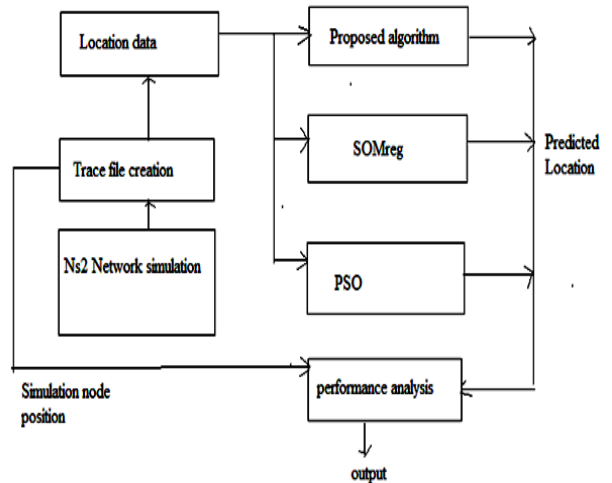 Location data
Proposed algorithm
Trace file creation
SOMreg
Predicted
Location
Ns2 Network simulation
PSO
Simulation node
position
performance analysis
output